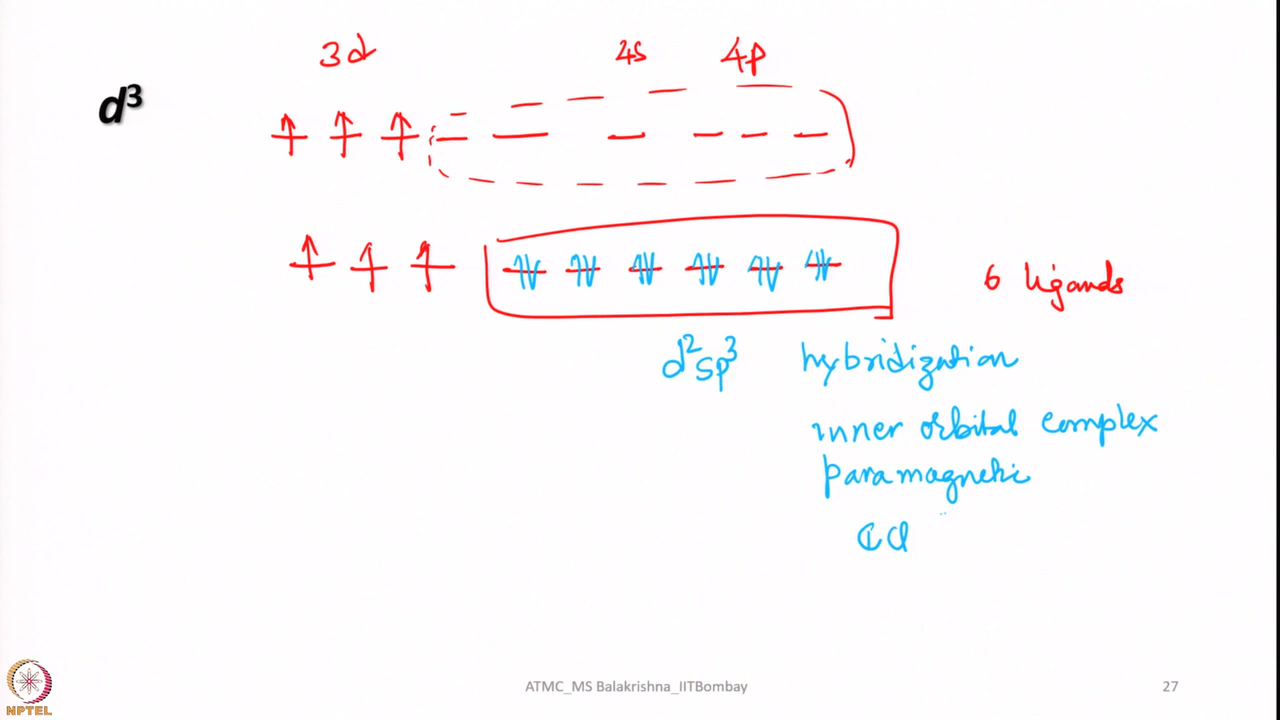 3d 4s 4p
d³
6 ligands
d²sp³ hybridization
inner orbital complex
paramagnetic
NPTEL
ATMC_MS Balakrishna_IITBombay
27